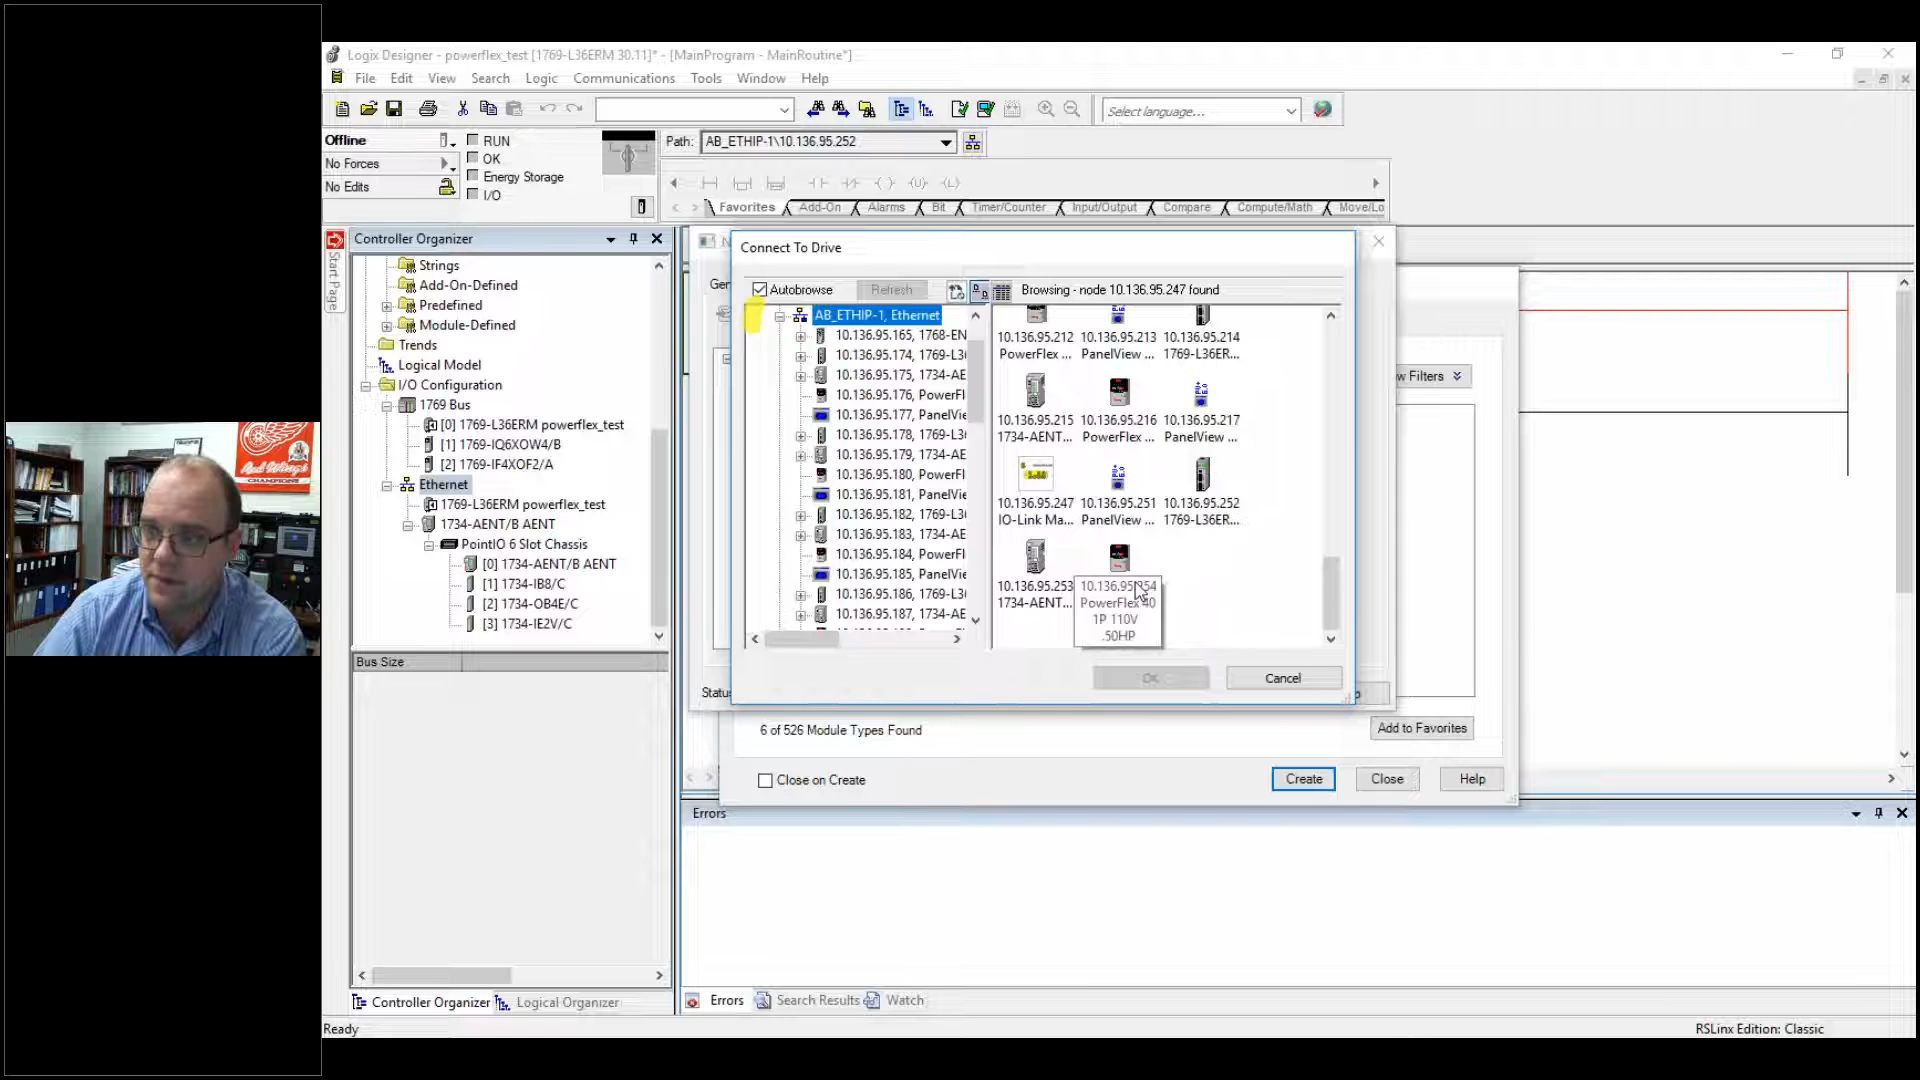 Logix Designer - powerflex_test [1769-L36ERM 30.11]* - [MainProgram - MainRoutine*]
File Edit View Search Logic Communications Tools Window Help
Select language...
Offline
RUN
Path: AB_ETHIP-1\10.136.95.252
No Forces
OK
Energy Storage
No Edits
I/O
Favorites Add-On Alarms Bit Timer/Counter Input/Output Compare Compute/Math Move/Lo
Start Page
Controller Organizer
Strings
Add-On-Defined
Predefined
Module-Defined
Trends
Logical Model
I/O Configuration
1769 Bus
[0] 1769-L36ERM powerflex_test
[1] 1769-IQ6XOW4/B
[2] 1769-IF4XOF2/A
Ethernet
1769-L36ERM powerflex_test
1734-AENT/B AENT
PointIO 6 Slot Chassis
[0] 1734-AENT/B AENT
[1] 1734-IB8/C
[2] 1734-OB4E/C
[3] 1734-IE2V/C
Bus Size
Controller Organizer
Logical Organizer
Connect To Drive
Autobrowse
Refresh
Browsing - node 10.136.95.247 found
AB_ETHIP-1, Ethernet
10.136.95.165, 1768-EN
10.136.95.174, 1769-L3
10.136.95.175, 1734-AE
10.136.95.176, PowerFl
10.136.95.177, PanelVie
10.136.95.178, 1769-L3
10.136.95.179, 1734-AE
10.136.95.180, PowerFl
10.136.95.181, PanelVie
10.136.95.182, 1769-L3
10.136.95.183, 1734-AE
10.136.95.184, PowerFl
10.136.95.185, PanelVie
10.136.95.186, 1769-L3
10.136.95.187, 1734-AE
10.136.95.212 10.136.95.213 10.136.95.214
PowerFlex ... PanelView ... 1769-L36ER...
10.136.95.215 10.136.95.216 10.136.95.217
1734-AENT... PowerFlex ... PanelView ...
10.136.95.247 10.136.95.251 10.136.95.252
IO-Link Ma... PanelView ... 1769-L36ER...
10.136.95.253 10.136.95.254
1734-AENT... PowerFlex 40
1P 110V
.50HP
OK
Cancel
Gen
Statu
w Filters
6 of 526 Module Types Found
Add to Favorites
Close on Create
Create
Close
Help
Errors
Errors
Search Results
Watch
Ready
RSLinx Edition: Classic
Red Wings
CHAMPIONS